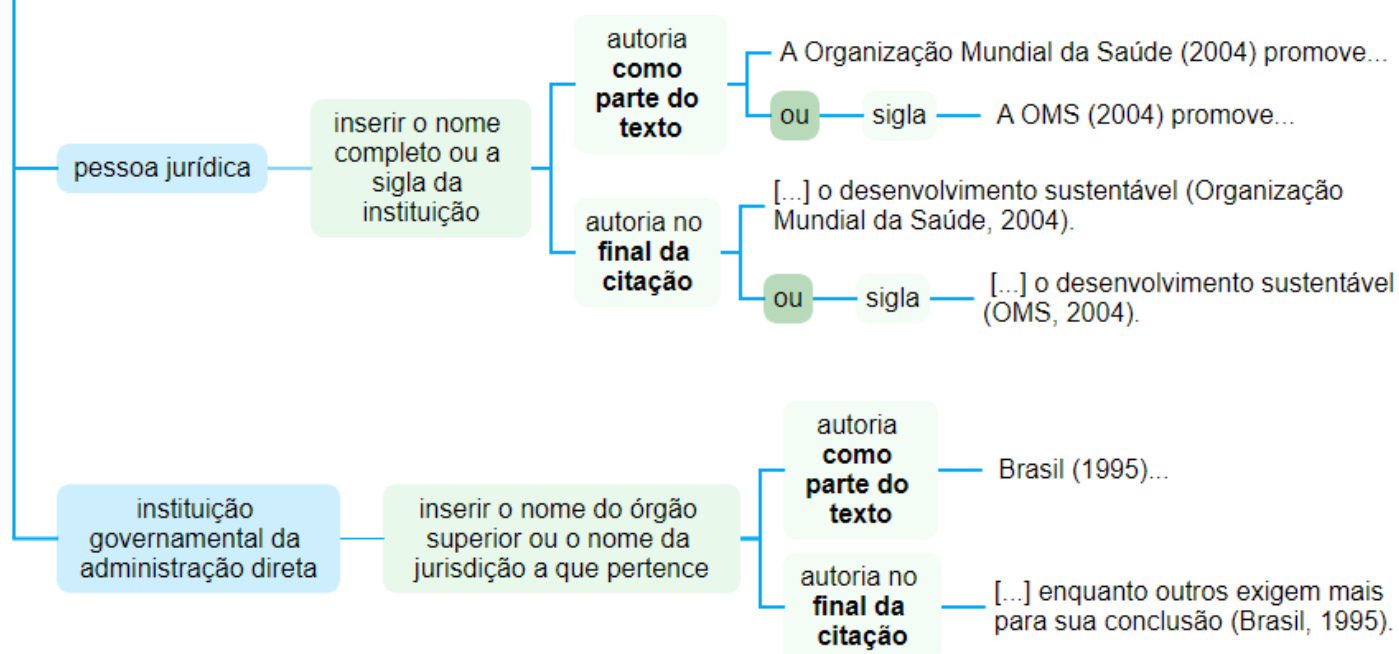 pessoa jurídica
inserir o nome
completo ou a
sigla da
instituição
autoria
como
parte do
texto
A Organização Mundial da Saúde (2004) promove...
ou
sigla
A OMS (2004) promove...
autoria no
final da
citação
[...] o desenvolvimento sustentável (Organização
Mundial da Saúde, 2004).
ou
sigla
[...] o desenvolvimento sustentável
(OMS, 2004).
instituição
governamental da
administração direta
inserir o nome do órgão
superior ou o nome da
jurisdição a que pertence
autoria
como
parte do
texto
Brasil (1995)...
autoria no
final da
citação
[...] enquanto outros exigem mais
para sua conclusão (Brasil, 1995).